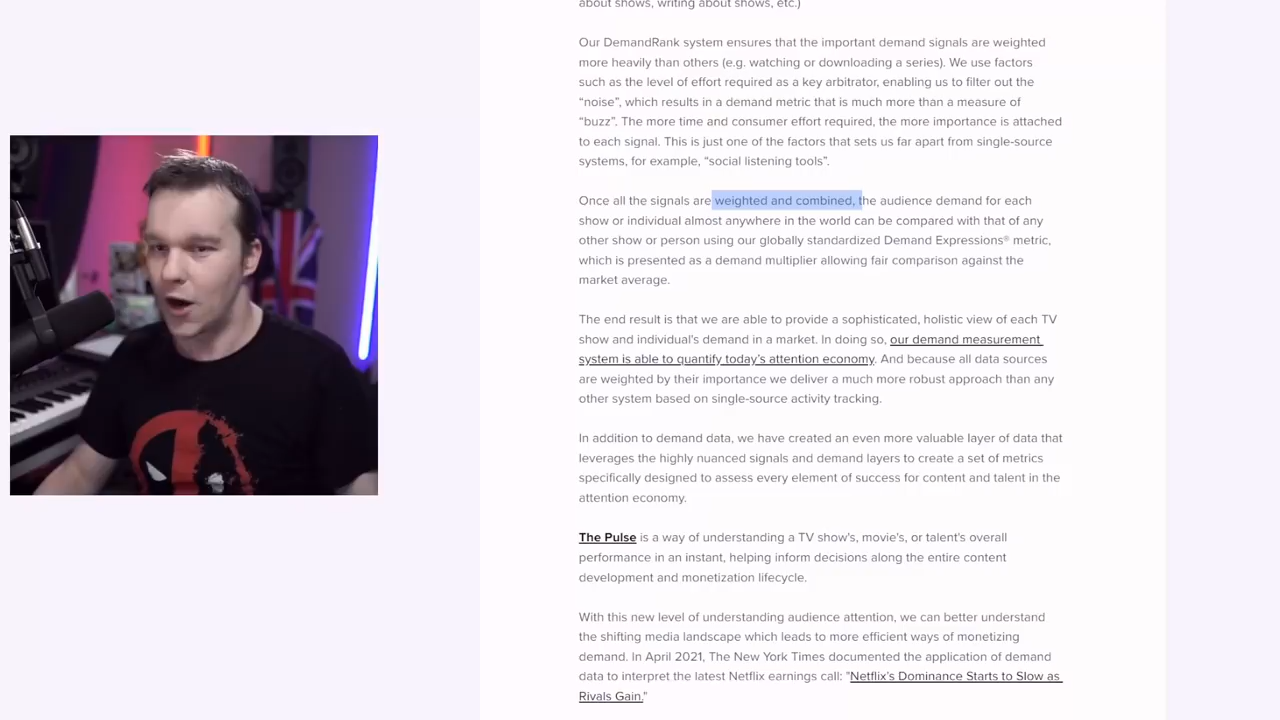 about shows, writing about shows, etc.)
Our DemandRank system ensures that the important demand signals are weighted
more heavily than others (e.g. watching or downloading a series). We use factors
such as the level of effort required as a key arbitrator, enabling us to filter out the
“noise”, which results in a demand metric that is much more than a measure of
“buzz”. The more time and consumer effort required, the more importance is attached
to each signal. This is just one of the factors that sets us far apart from single-source
systems, for example, “social listening tools”.
Once all the signals are weighted and combined, the audience demand for each
show or individual almost anywhere in the world can be compared with that of any
other show or person using our globally standardized Demand Expressions® metric,
which is presented as a demand multiplier allowing fair comparison against the
market average.
The end result is that we are able to provide a sophisticated, holistic view of each TV
show and individual's demand in a market. In doing so, our demand measurement
system is able to quantify today’s attention economy. And because all data sources
are weighted by their importance we deliver a much more robust approach than any
other system based on single-source activity tracking.
In addition to demand data, we have created an even more valuable layer of data that
leverages the highly nuanced signals and demand layers to create a set of metrics
specifically designed to assess every element of success for content and talent in the
attention economy.
The Pulse is a way of understanding a TV show's, movie's, or talent's overall
performance in an instant, helping inform decisions along the entire content
development and monetization lifecycle.
With this new level of understanding audience attention, we can better understand
the shifting media landscape which leads to more efficient ways of monetizing
demand. In April 2021, The New York Times documented the application of demand
data to interpret the latest Netflix earnings call: "Netflix’s Dominance Starts to Slow as
Rivals Gain."